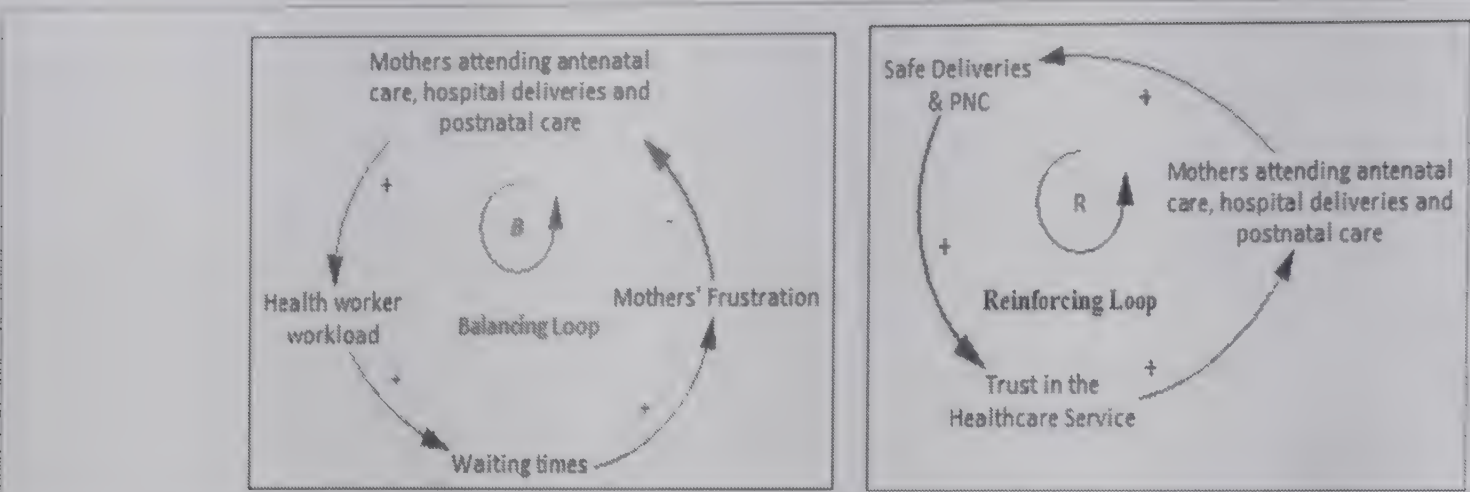 Mothers attending antenatal
care, hospital deliveries and
postnatal care
+
-
B
Health worker
workload
Balancing Loop
Mothers' Frustration
+
+
Waiting times
Safe Deliveries
& PNC
+
R
Mothers attending antenatal
care, hospital deliveries and
postnatal care
+
Reinforcing Loop
+
Trust in the
Healthcare Service